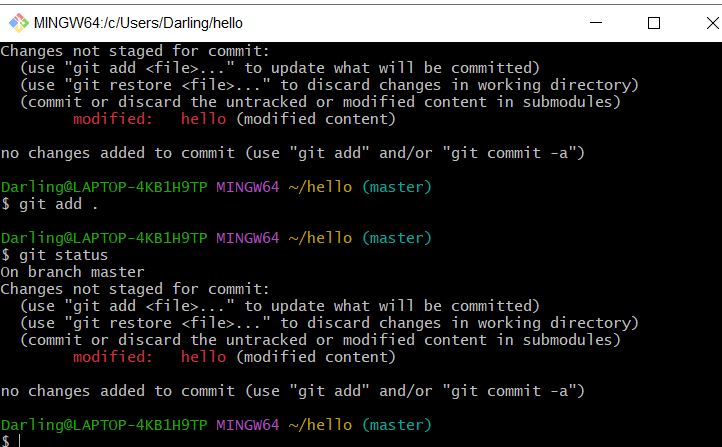 MINGW64:/c/Users/Darling/hello
Changes not staged for commit:
  (use "git add <file>..." to update what will be committed)
  (use "git restore <file>..." to discard changes in working directory)
  (commit or discard the untracked or modified content in submodules)
        modified:   hello (modified content)
no changes added to commit (use "git add" and/or "git commit -a")
Darling@LAPTOP-4KB1H9TP MINGW64 ~/hello (master)
$ git add .
Darling@LAPTOP-4KB1H9TP MINGW64 ~/hello (master)
$ git status
On branch master
Changes not staged for commit:
  (use "git add <file>..." to update what will be committed)
  (use "git restore <file>..." to discard changes in working directory)
  (commit or discard the untracked or modified content in submodules)
        modified:   hello (modified content)
no changes added to commit (use "git add" and/or "git commit -a")
Darling@LAPTOP-4KB1H9TP MINGW64 ~/hello (master)
$